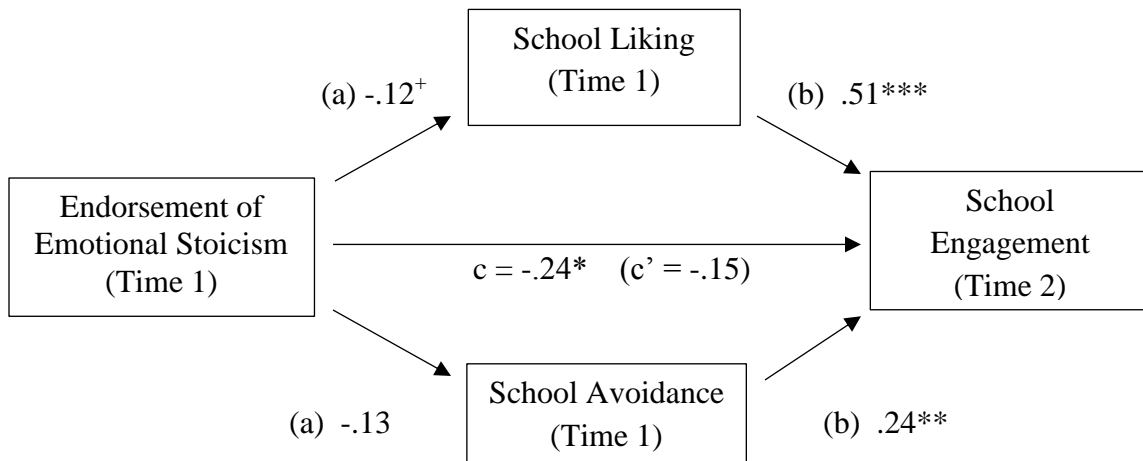 School Liking
(Time 1)
(a) -.12⁺
(b) .51***
Endorsement of
Emotional Stoicism
(Time 1)
School
Engagement
(Time 2)
c = -.24* (c’ = -.15)
School Avoidance
(Time 1)
(a) -.13
(b) .24**